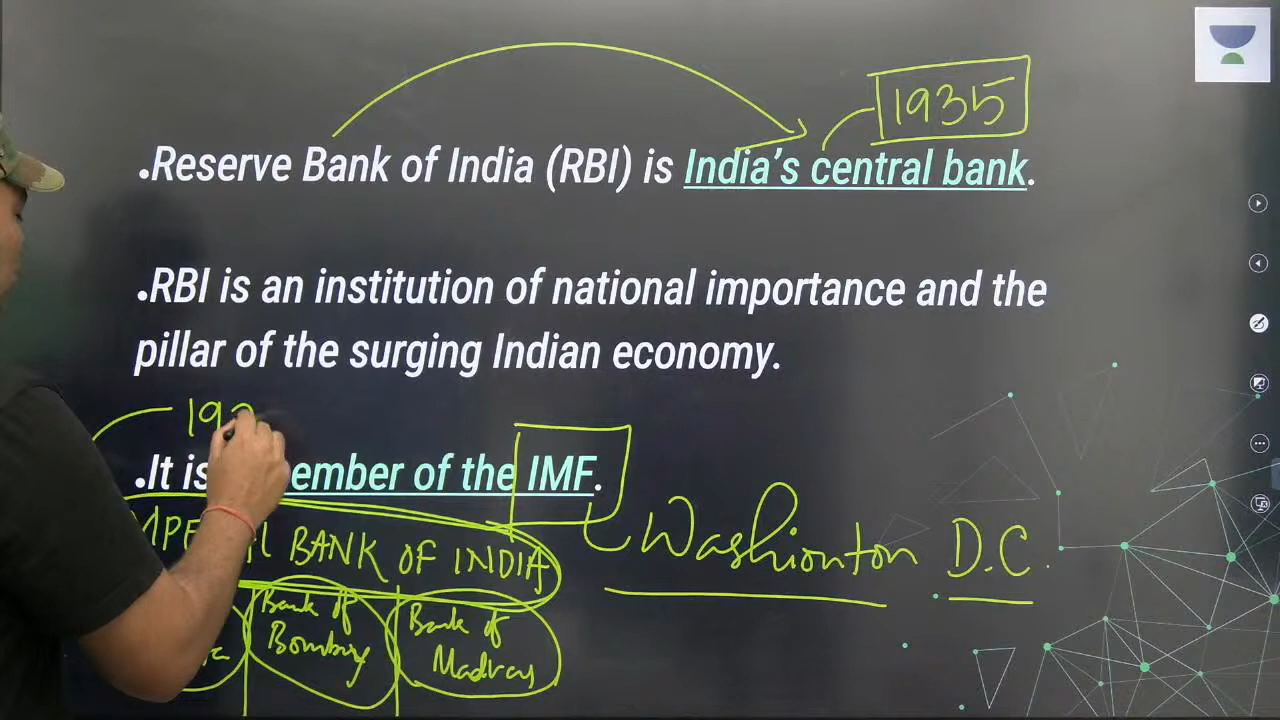 1935
.Reserve Bank of India (RBI) is India's central bank.
.RBI is an institution of national importance and the
pillar of the surging Indian economy.
.It is ember of the IMF.
BANK OF INDIA
Washionton D.C.
Bank of
Bombay
Bank of
Madras